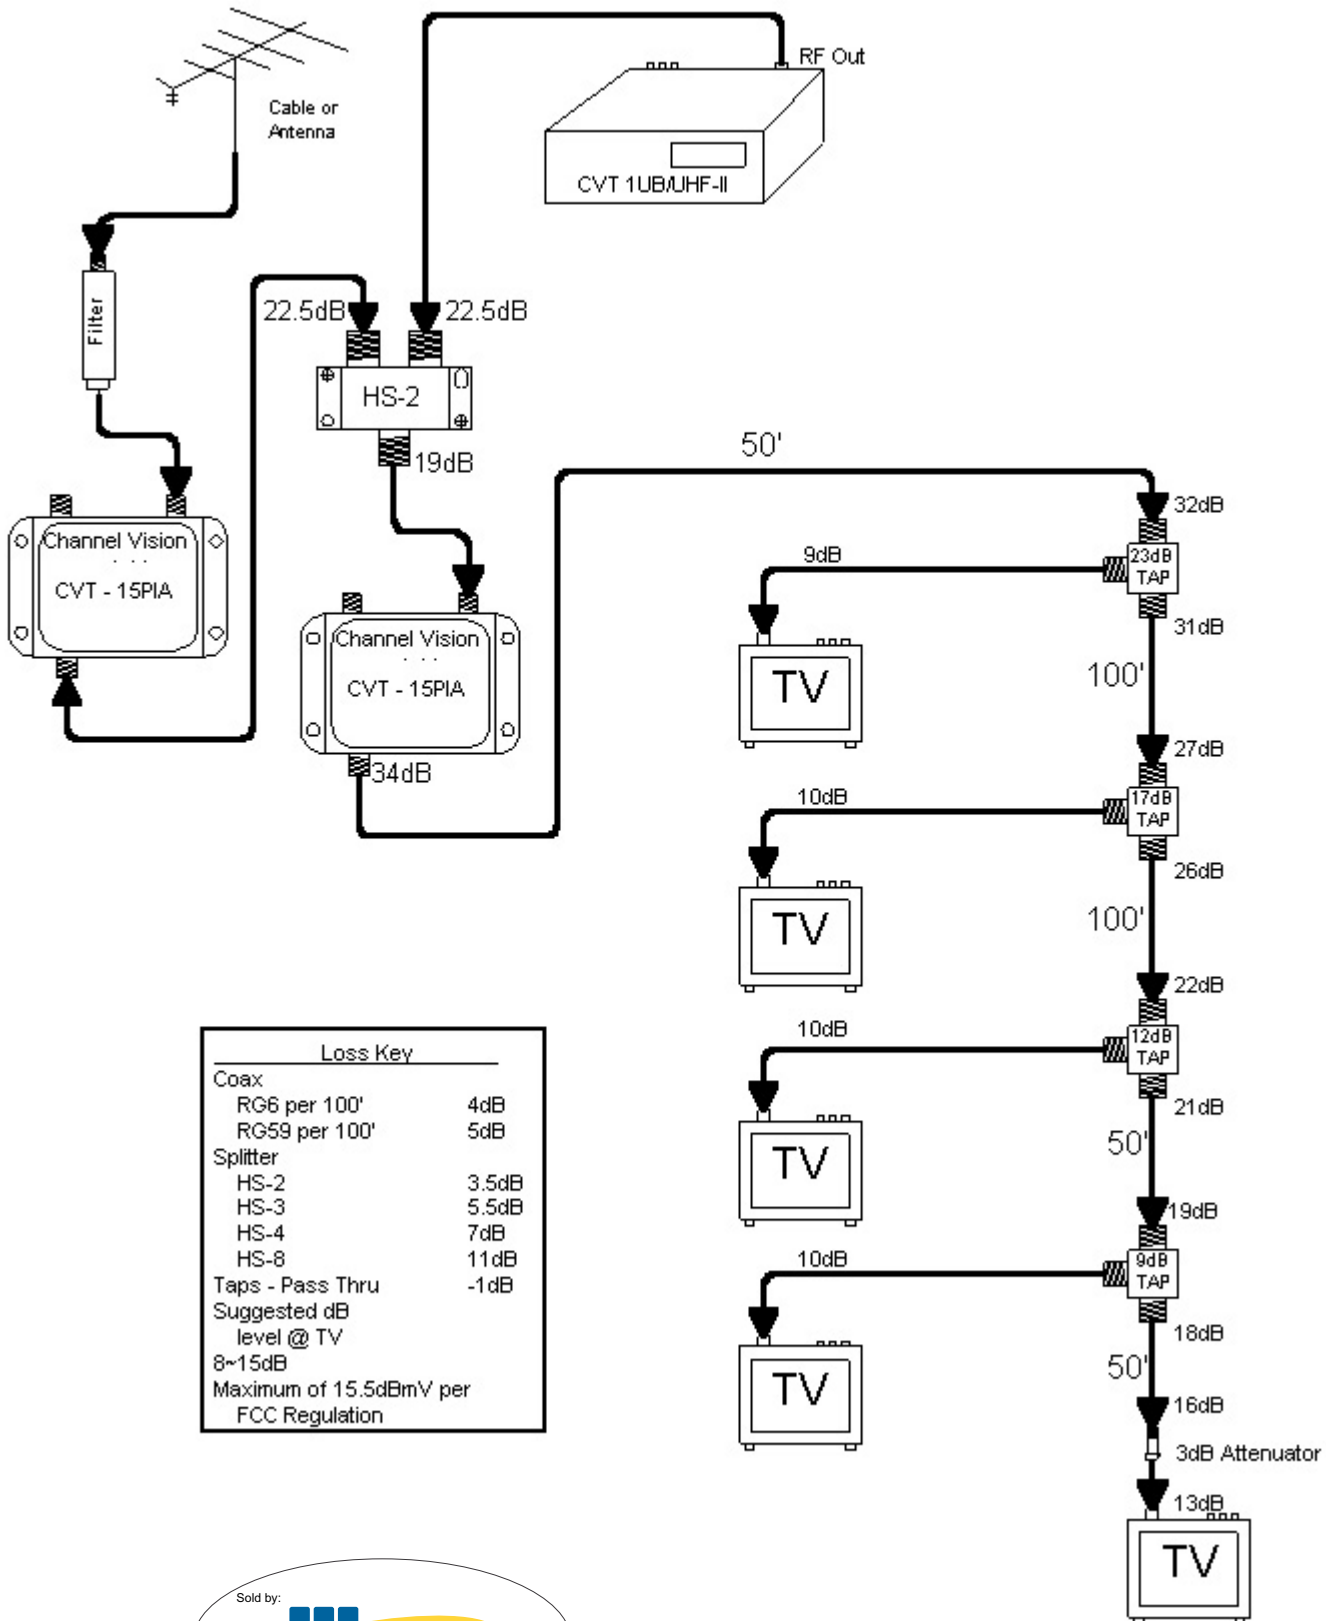 Cable or
Antenna
RF Out
CVT 1UB/UHF-II
Filter
22.5dB
22.5dB
HS-2
19dB
Channel Vision
CVT - 15PIA
Channel Vision
CVT - 15PIA
34dB
50'
32dB
23dB
TAP
9dB
TV
31dB
100'
27dB
17dB
TAP
10dB
TV
26dB
100'
22dB
12dB
TAP
10dB
TV
21dB
50'
19dB
9dB
TAP
10dB
TV
18dB
50'
16dB
3dB Attenuator
13dB
TV
Loss Key
Coax
RG6 per 100' 4dB
RG59 per 100' 5dB
Splitter
HS-2 3.5dB
HS-3 5.5dB
HS-4 7dB
HS-8 11dB
Taps - Pass Thru -1dB
Suggested dB
level @ TV
8~15dB
Maximum of 15.5dBmV per
FCC Regulation
Sold by: